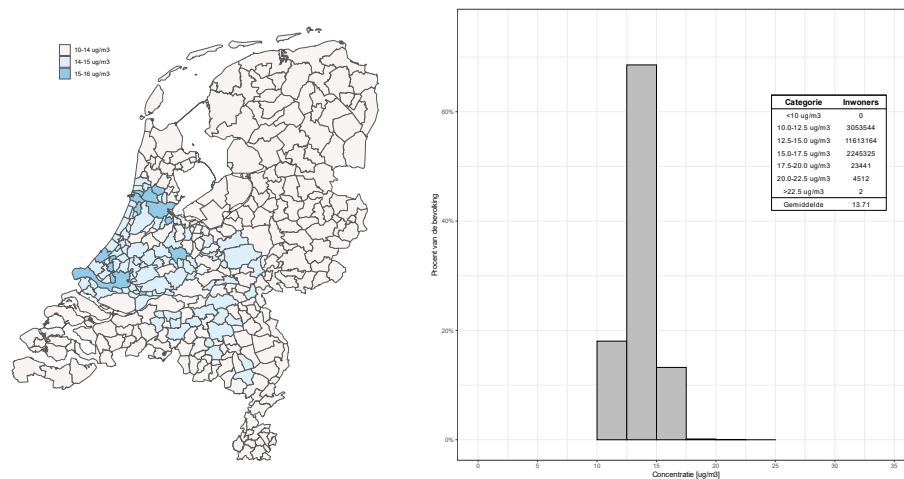 10-14 ug/m3
14-15 ug/m3
15-16 ug/m3
Procent van de bevolking
60%
40%
20%
0%
Categorie Inwoners
<10 ug/m3 0
10.0-12.5 ug/m3 3053544
12.5-15.0 ug/m3 11613164
15.0-17.5 ug/m3 2245325
17.5-20.0 ug/m3 23441
20.0-22.5 ug/m3 4512
>22.5 ug/m3 2
Gemiddelde 13.71
0 5 10 15 20 25 30 35
Concentratie [ug/m3]